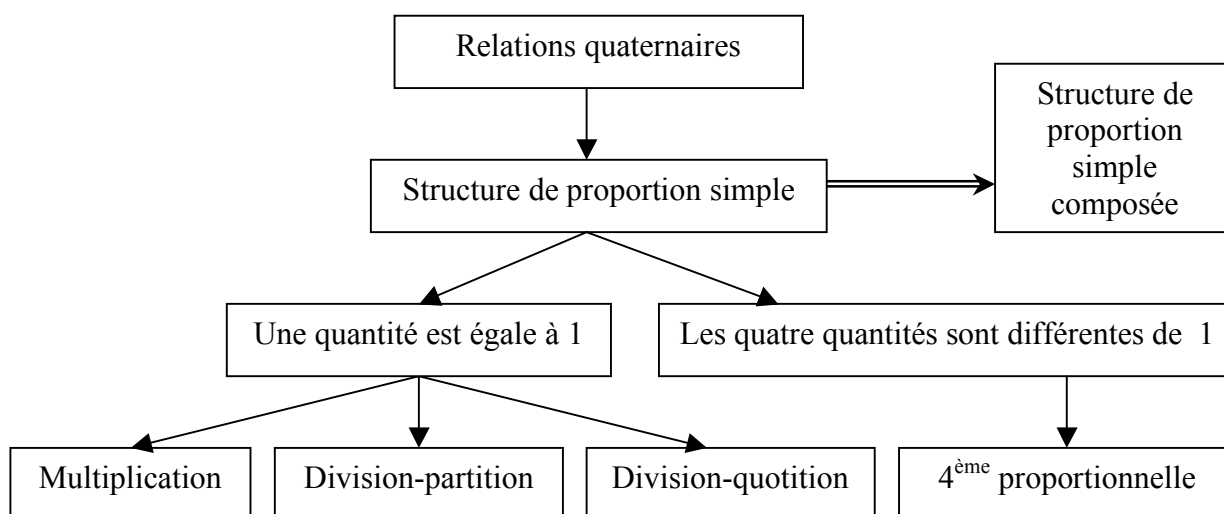 Relations quaternaires
Structure de
proportion
simple
composée
Structure de proportion simple
Une quantité est égale à 1
Les quatre quantités sont différentes de 1
Multiplication
Division-partition
Division-quotition
4ème proportionnelle